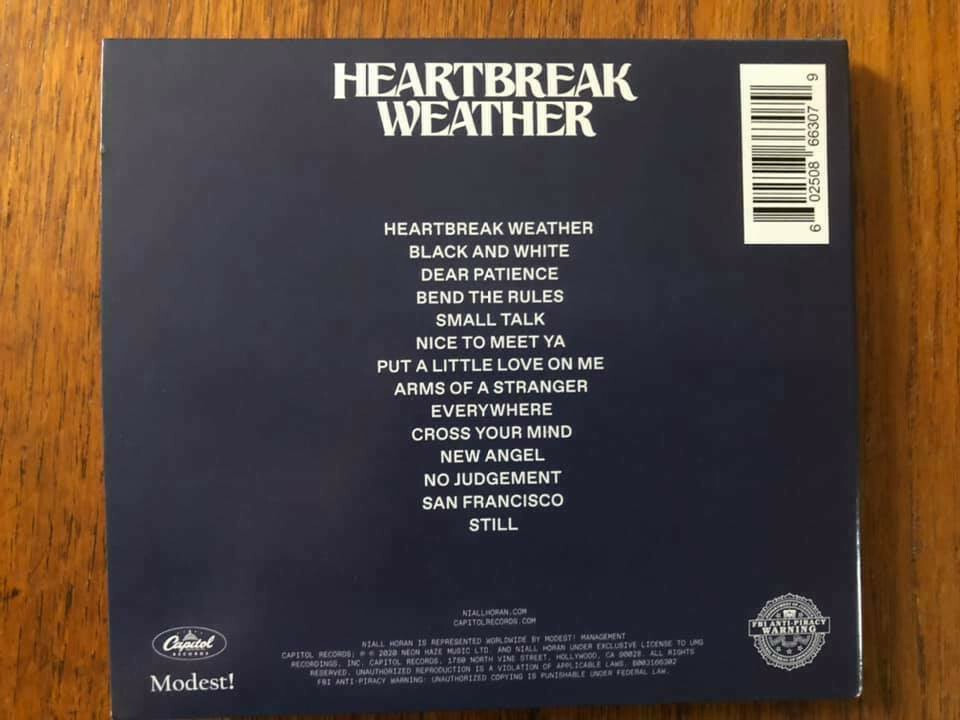 HEARTBREAK
WEATHER
6 02508 66307 9
HEARTBREAK WEATHER
BLACK AND WHITE
DEAR PATIENCE
BEND THE RULES
SMALL TALK
NICE TO MEET YA
PUT A LITTLE LOVE ON ME
ARMS OF A STRANGER
EVERYWHERE
CROSS YOUR MIND
NEW ANGEL
NO JUDGEMENT
SAN FRANCISCO
STILL
NIALLHORAN.COM
CAPITOLRECORDS.COM
NIALL HORAN IS REPRESENTED WORLDWIDE BY MODEST! MANAGEMENT
CAPITOL RECORDS; ℗ © 2020 NEON HAZE MUSIC LTD. AND NIALL HORAN UNDER EXCLUSIVE LICENSE TO UMG
RECORDINGS, INC. CAPITOL RECORDS, 1750 NORTH VINE STREET, HOLLYWOOD, CA 90028. ALL RIGHTS
RESERVED. UNAUTHORIZED REPRODUCTION IS A VIOLATION OF APPLICABLE LAWS. B003166302
FBI ANTI-PIRACY WARNING: UNAUTHORIZED COPYING IS PUNISHABLE UNDER FEDERAL LAW.
Capitol
RECORDS
Modest!
FBI ANTI-PIRACY
WARNING